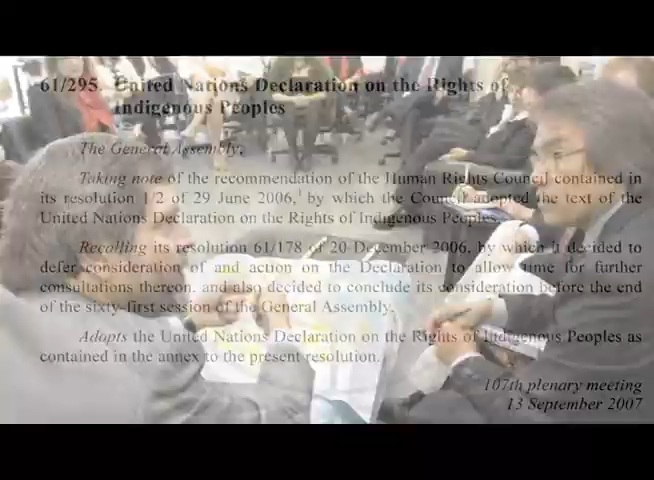 61/295. United Nations Declaration on the Rights of
Indigenous Peoples
The General Assembly,
Taking note of the recommendation of the Human Rights Council contained in
its resolution 1/2 of 29 June 2006,¹ by which the Council adopted the text of the
United Nations Declaration on the Rights of Indigenous Peoples,
Recalling its resolution 61/178 of 20 December 2006, by which it decided to
defer consideration of and action on the Declaration to allow time for further
consultations thereon, and also decided to conclude its consideration before the end
of the sixty-first session of the General Assembly,
Adopts the United Nations Declaration on the Rights of Indigenous Peoples as
contained in the annex to the present resolution.
107th plenary meeting
13 September 2007